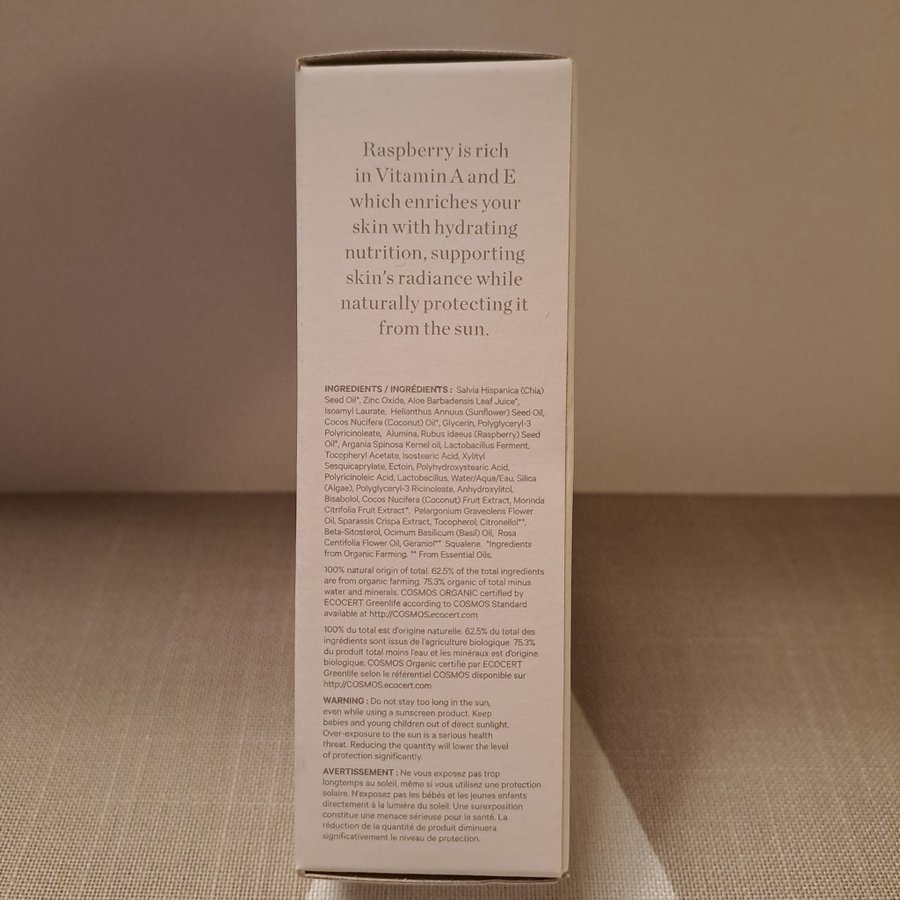 Raspberry is rich
in Vitamin A and E
which enriches your
skin with hydrating
nutrition, supporting
skin's radiance while
naturally protecting it
from the sun.
INGREDIENTS / INGRÉDIENTS : Salvia Hispanica (Chia)
Seed Oil*, Zinc Oxide, Aloe Barbadensis Leaf Juice*,
Isoamyl Laurate, Helianthus Annuus (Sunflower) Seed Oil,
Cocos Nucifera (Coconut) Oil*, Glycerin, Polyglyceryl-3
Polyricinoleate, Alumina, Rubus Idaeus (Raspberry) Seed
Oil*, Argania Spinosa Kernel oil, Lactobacillus Ferment,
Tocopheryl Acetate, Isostearic Acid, Xylityl
Sesquicaprylate, Ectoin, Polyhydroxystearic Acid,
Polyricinoleic Acid, Lactobacillus, Water/Aqua/Eau, Silica
(Algae), Polyglyceryl-3 Ricinoleate, Anhydroxylitol,
Bisabolol, Cocos Nucifera (Coconut) Fruit Extract, Morinda
Citrifolia Fruit Extract*, Pelargonium Graveolens Flower
Oil, Sparassis Crispa Extract, Tocopherol, Citronellol**,
Beta-Sitosterol, Ocimum Basilicum (Basil) Oil, Rosa
Centifolia Flower Oil, Geraniol** Squalene. *Ingredients
from Organic Farming. ** From Essential Oils.
100% natural origin of total. 62.5% of the total ingredients
are from organic farming. 75.3% organic of total minus
water and minerals. COSMOS ORGANIC certified by
ECOCERT Greenlife according to COSMOS Standard
available at http://COSMOS.ecocert.com
100% du total est d'origine naturelle. 62.5% du total des
ingrédients sont issus de l'agriculture biologique. 75.3%
du produit total moins l'eau et les minéraux est d'origine
biologique. COSMOS Organic certifié par ECOCERT
Greenlife selon le référentiel COSMOS disponible sur
http://COSMOS.ecocert.com
WARNING : Do not stay too long in the sun,
even while using a sunscreen product. Keep
babies and young children out of direct sunlight.
Over-exposure to the sun is a serious health
threat. Reducing the quantity will lower the level
of protection significantly.
AVERTISSEMENT : Ne vous exposez pas trop
longtemps au soleil, même si vous utilisez une protection
solaire. N'exposez pas les bébés et les jeunes enfants
directement à la lumière du soleil. Une surexposition
constitue une menace sérieuse pour la santé. La
réduction de la quantité de produit diminuera
significativement le niveau de protection.